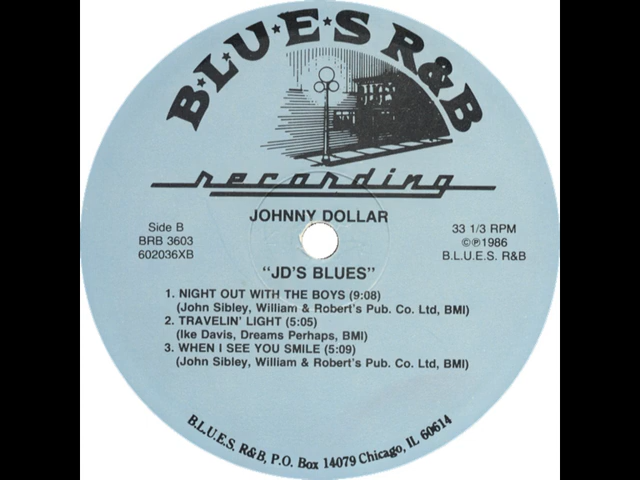 B★L★U★E★S R&B
recording
JOHNNY DOLLAR
Side B
BRB 3603
602036XB
33 1/3 RPM
©℗1986
B.L.U.E.S. R&B
"JD'S BLUES"
1. NIGHT OUT WITH THE BOYS (9:08)
(John Sibley, William & Robert's Pub. Co. Ltd, BMI)
2. TRAVELIN' LIGHT (5:05)
(Ike Davis, Dreams Perhaps, BMI)
3. WHEN I SEE YOU SMILE (5:09)
(John Sibley, William & Robert's Pub. Co. Ltd, BMI)
B.L.U.E.S. R&B, P.O. Box 14079 Chicago, IL 60614